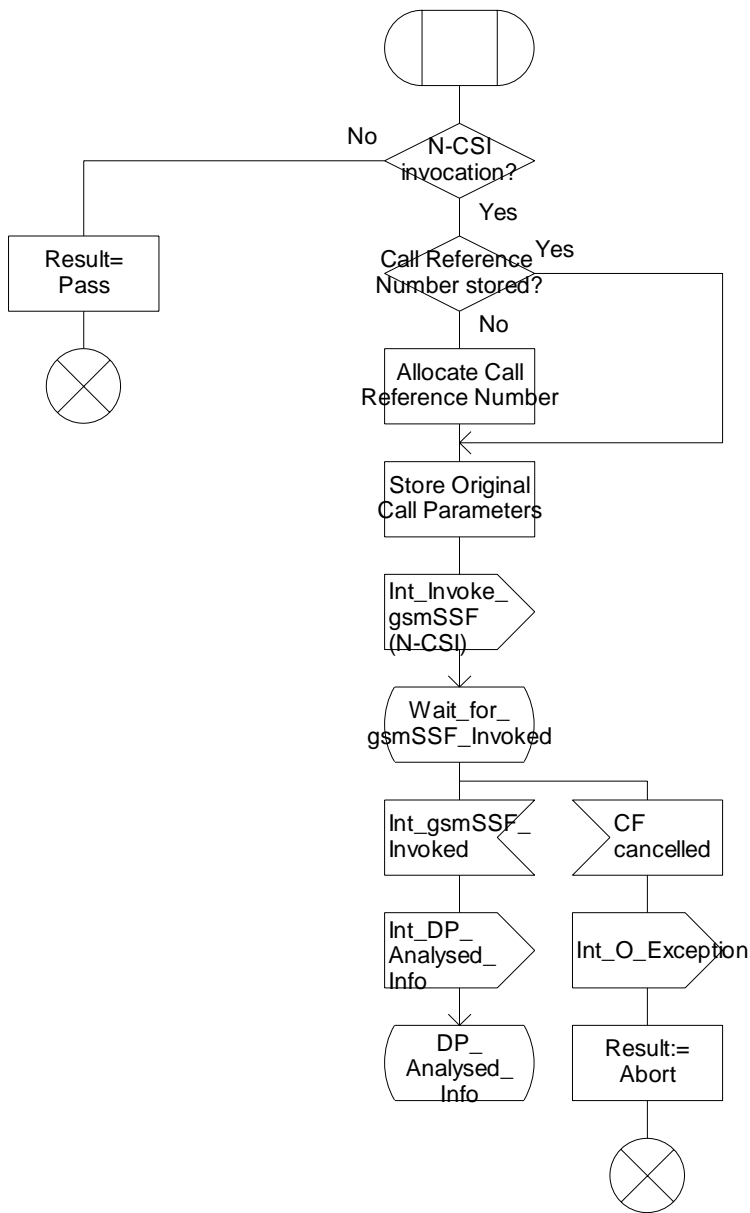 No
N-CSI
invocation?
Yes
Result=
Pass
Call Reference
Number stored?
Yes
No
Allocate Call
Reference Number
Store Original
Call Parameters
Int_Invoke_
gsmSSF
(N-CSI)
Wait_for_
gsmSSF_Invoked
Int_gsmSSF_
Invoked
CF
cancelled
Int_DP_
Analysed_
Info
Int_O_Exception
DP_
Analysed_
Info
Result:=
Abort